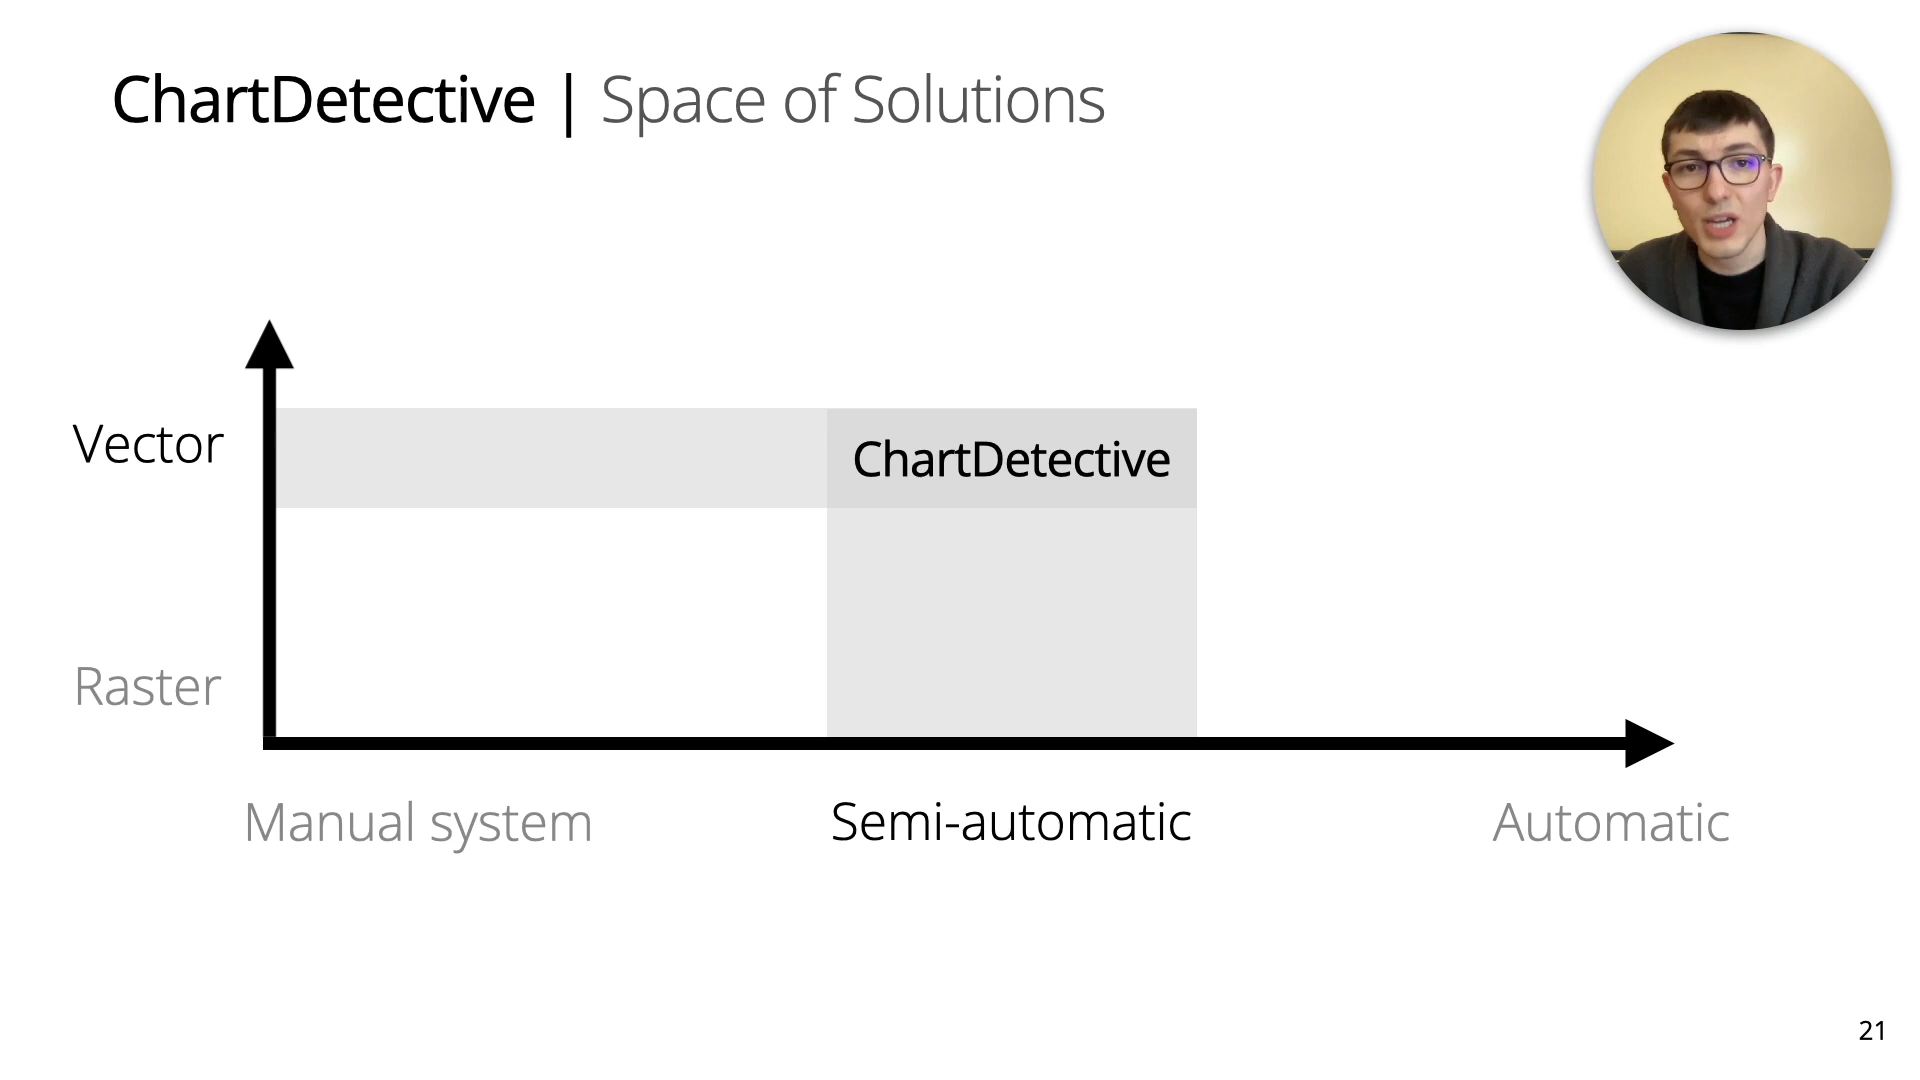 ChartDetective | Space of Solutions
Vector
ChartDetective
Raster
Manual system
Semi-automatic
Automatic
21